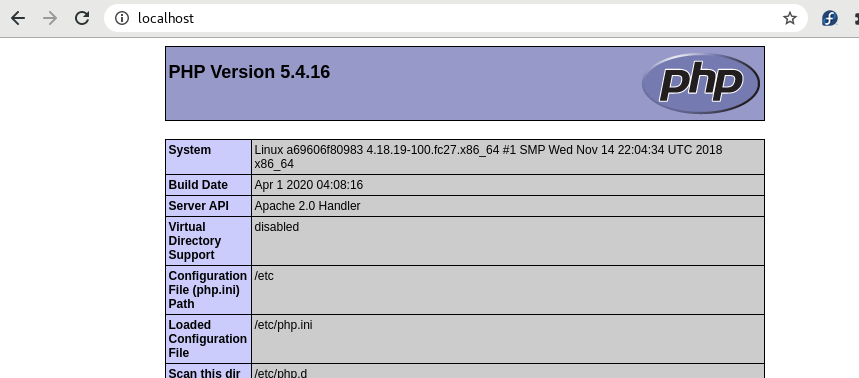 localhost
PHP Version 5.4.16
php
System
Linux a69606f80983 4.18.19-100.fc27.x86_64 #1 SMP Wed Nov 14 22:04:34 UTC 2018
x86_64
Build Date
Apr 1 2020 04:08:16
Server API
Apache 2.0 Handler
Virtual
Directory
Support
disabled
Configuration
File (php.ini)
Path
/etc
Loaded
Configuration
File
/etc/php.ini
Scan this dir
/etc/php.d